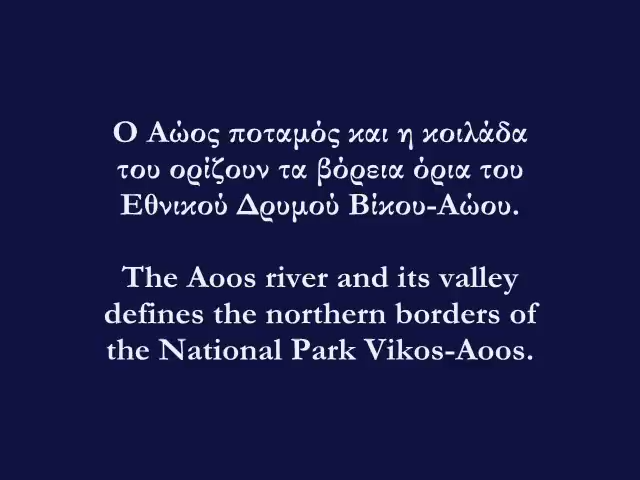 Ο Αώος ποταμός και η κοιλάδα
του ορίζουν τα βόρεια όρια του
Εθνικού Δρυμού Βίκου-Αώου.
The Aoos river and its valley
defines the northern borders of
the National Park Vikos-Aoos.